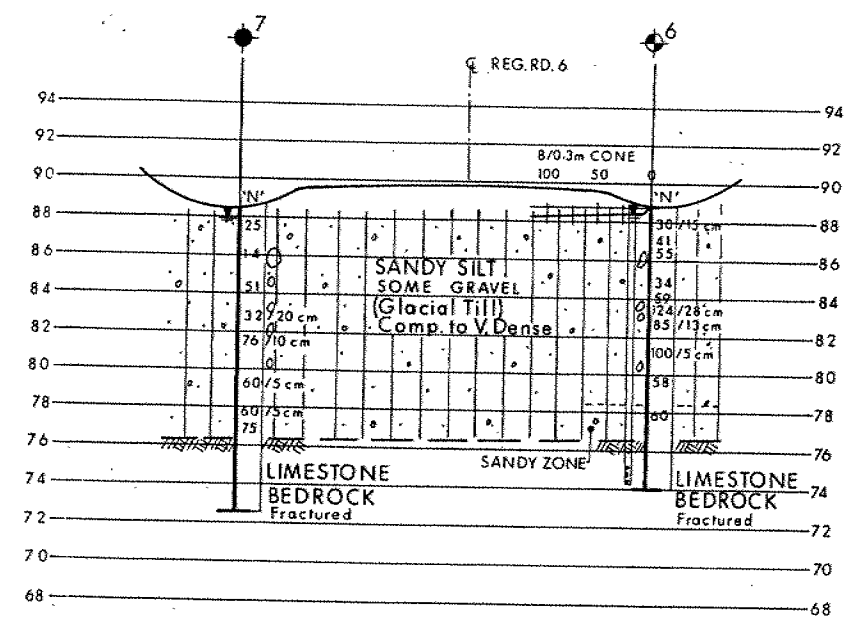 7
6
℄ REG. RD. 6
94
94
92
92
8/0.3m CONE
100 50 0
90
90
'N'
'N'
88
88
25
30/15 cm
41
86
14
55
86
SANDY SILT
SOME GRAVEL
(Glacial Till)
Comp. to V. Dense
84
51
34
84
59
32/20 cm
124/28 cm
82
85/13 cm
82
76/10 cm
100/5 cm
80
80
60/5 cm
58
78
60/5 cm
60
78
75
76
76
SANDY ZONE
LIMESTONE
BEDROCK
Fractured
LIMESTONE
BEDROCK
Fractured
74
74
72
72
70
70
68
68